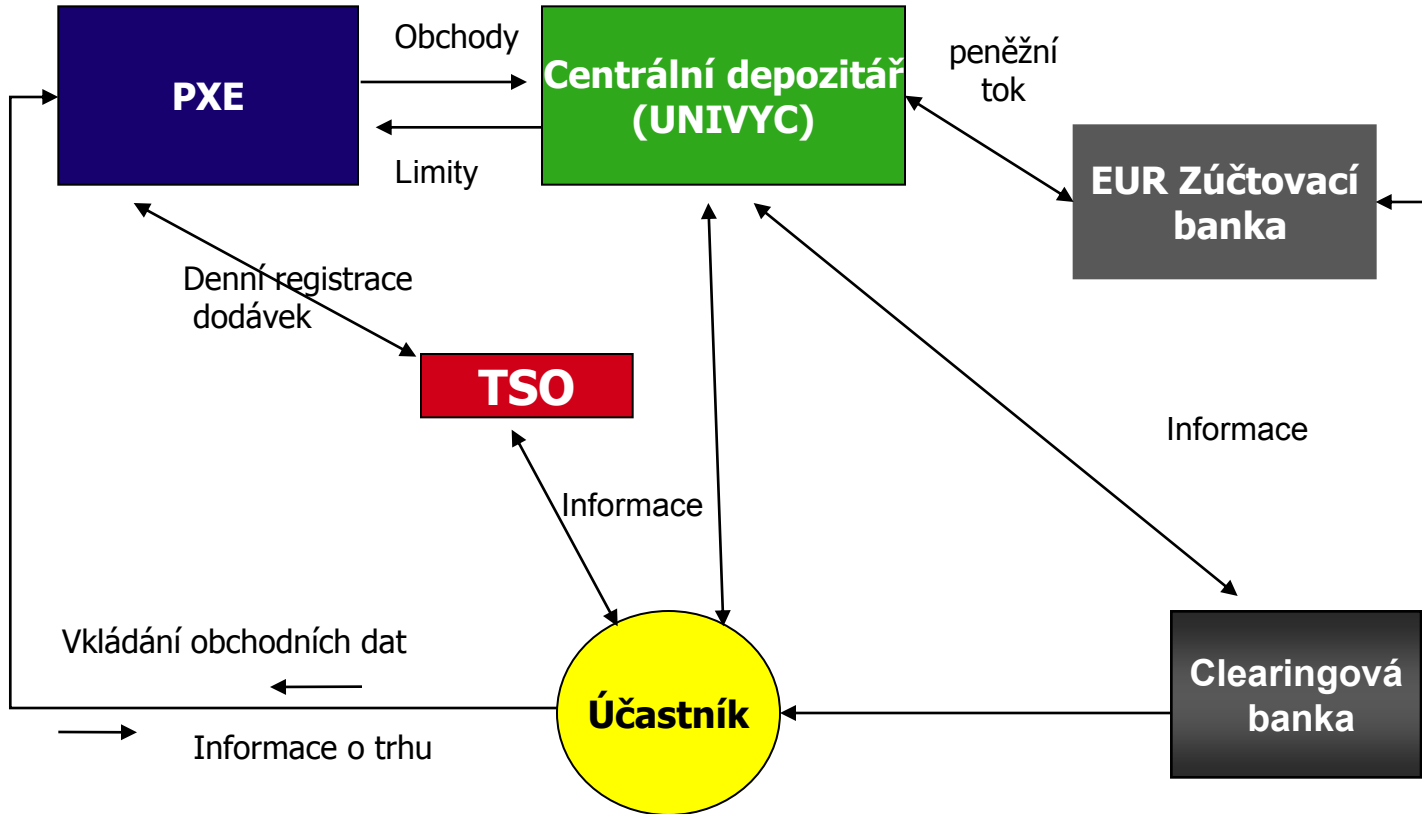 Obchody
PXE
Limity
Centrální depozitář
(UNIVYC)
peněžní
tok
EUR Zúčtovací
banka
Denní registrace
dodávek
TSO
Informace
Informace
Vkládání obchodních dat
Informace o trhu
Účastník
Clearingová
banka